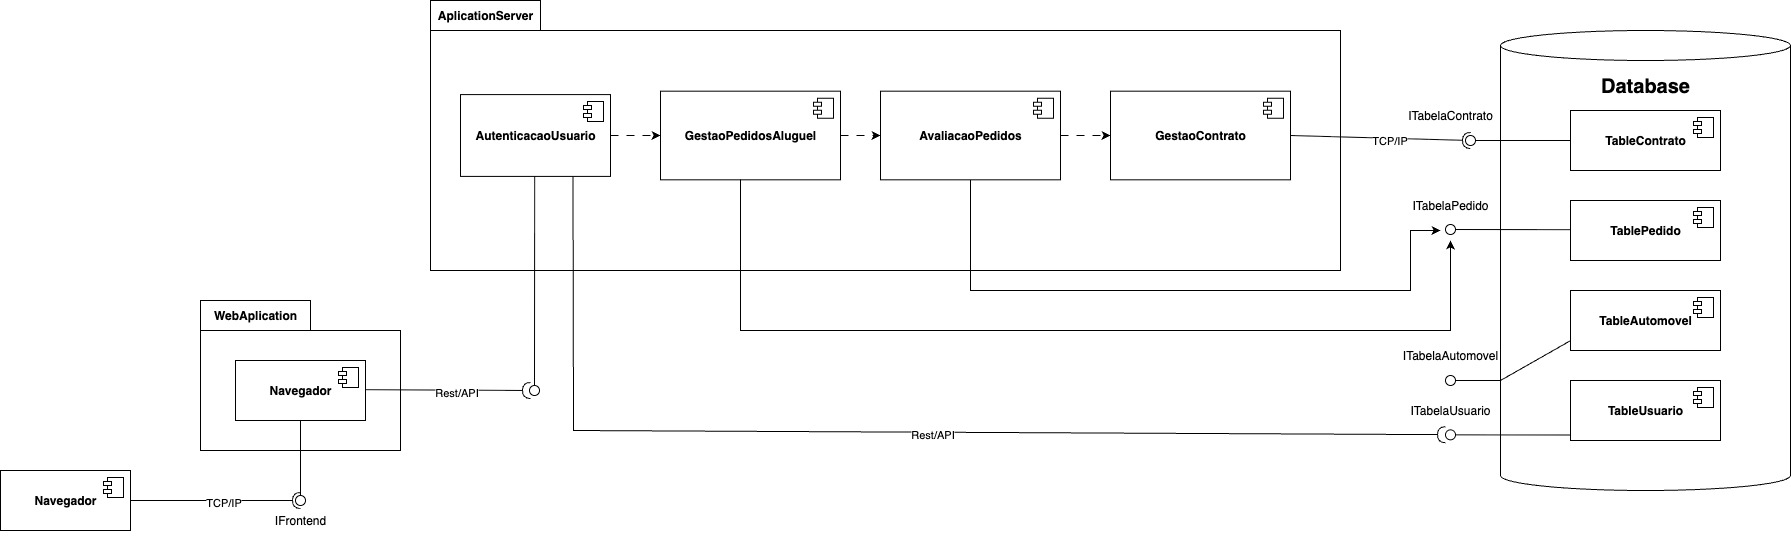 AplicationServer
Database
AutenticacaoUsuario
GestaoPedidosAluguel
AvaliacaoPedidos
GestaoContrato
TCP/IP
ITabelaContrato
TableContrato
ITabelaPedido
TablePedido
WebAplication
Navegador
Rest/API
ITabelaAutomovel
TableAutomovel
ITabelaUsuario
TableUsuario
Rest/API
Navegador
TCP/IP
IFrontend